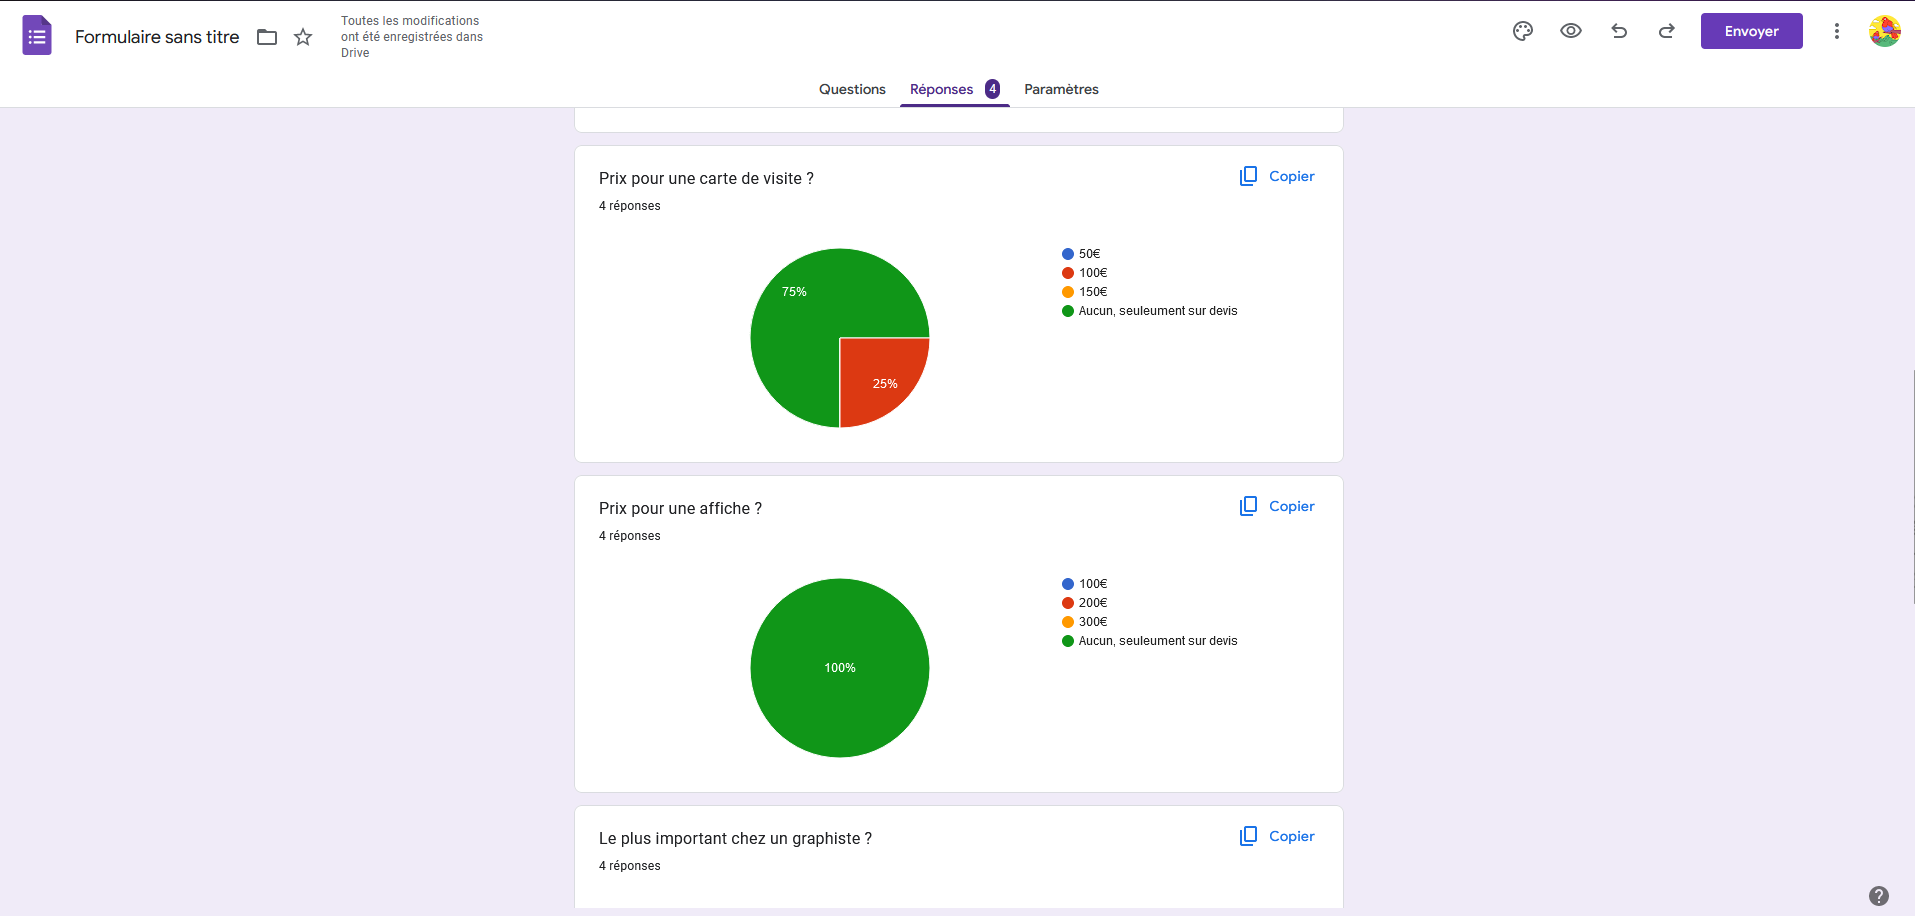 Formulaire sans titre
Toutes les modifications
ont été enregistrées dans
Drive
Envoyer
Questions
Réponses 4
Paramètres
Prix pour une carte de visite ?
Copier
4 réponses
75%
25%
50€
100€
150€
Aucun, seuleument sur devis
Prix pour une affiche ?
Copier
4 réponses
100%
100€
200€
300€
Aucun, seuleument sur devis
Le plus important chez un graphiste ?
Copier
4 réponses
?